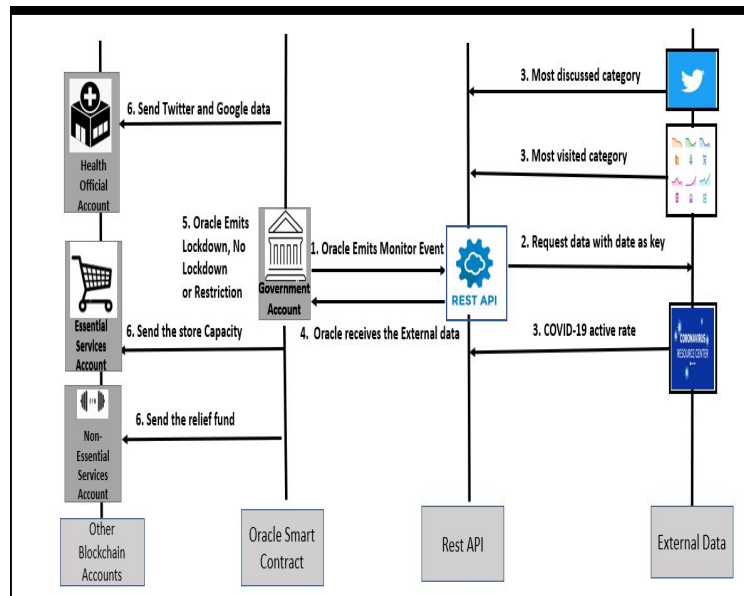 3. Most discussed category
6. Send Twitter and Google data
Health
Official
Account
3. Most visited category
5. Oracle Emits
Lockdown, No
Lockdown
or Restriction
1. Oracle Emits Monitor Event
2. Request data with date as key
Government
Account
REST API
Essential
Services
Account
6. Send the store Capacity
4. Oracle receives the External data
3. COVID-19 active rate
CORONAVIRUS
RESOURCE CENTER
GYM
6. Send the relief fund
Non-
Essential
Services
Account
Other
Blockchain
Accounts
Oracle Smart
Contract
Rest API
External Data